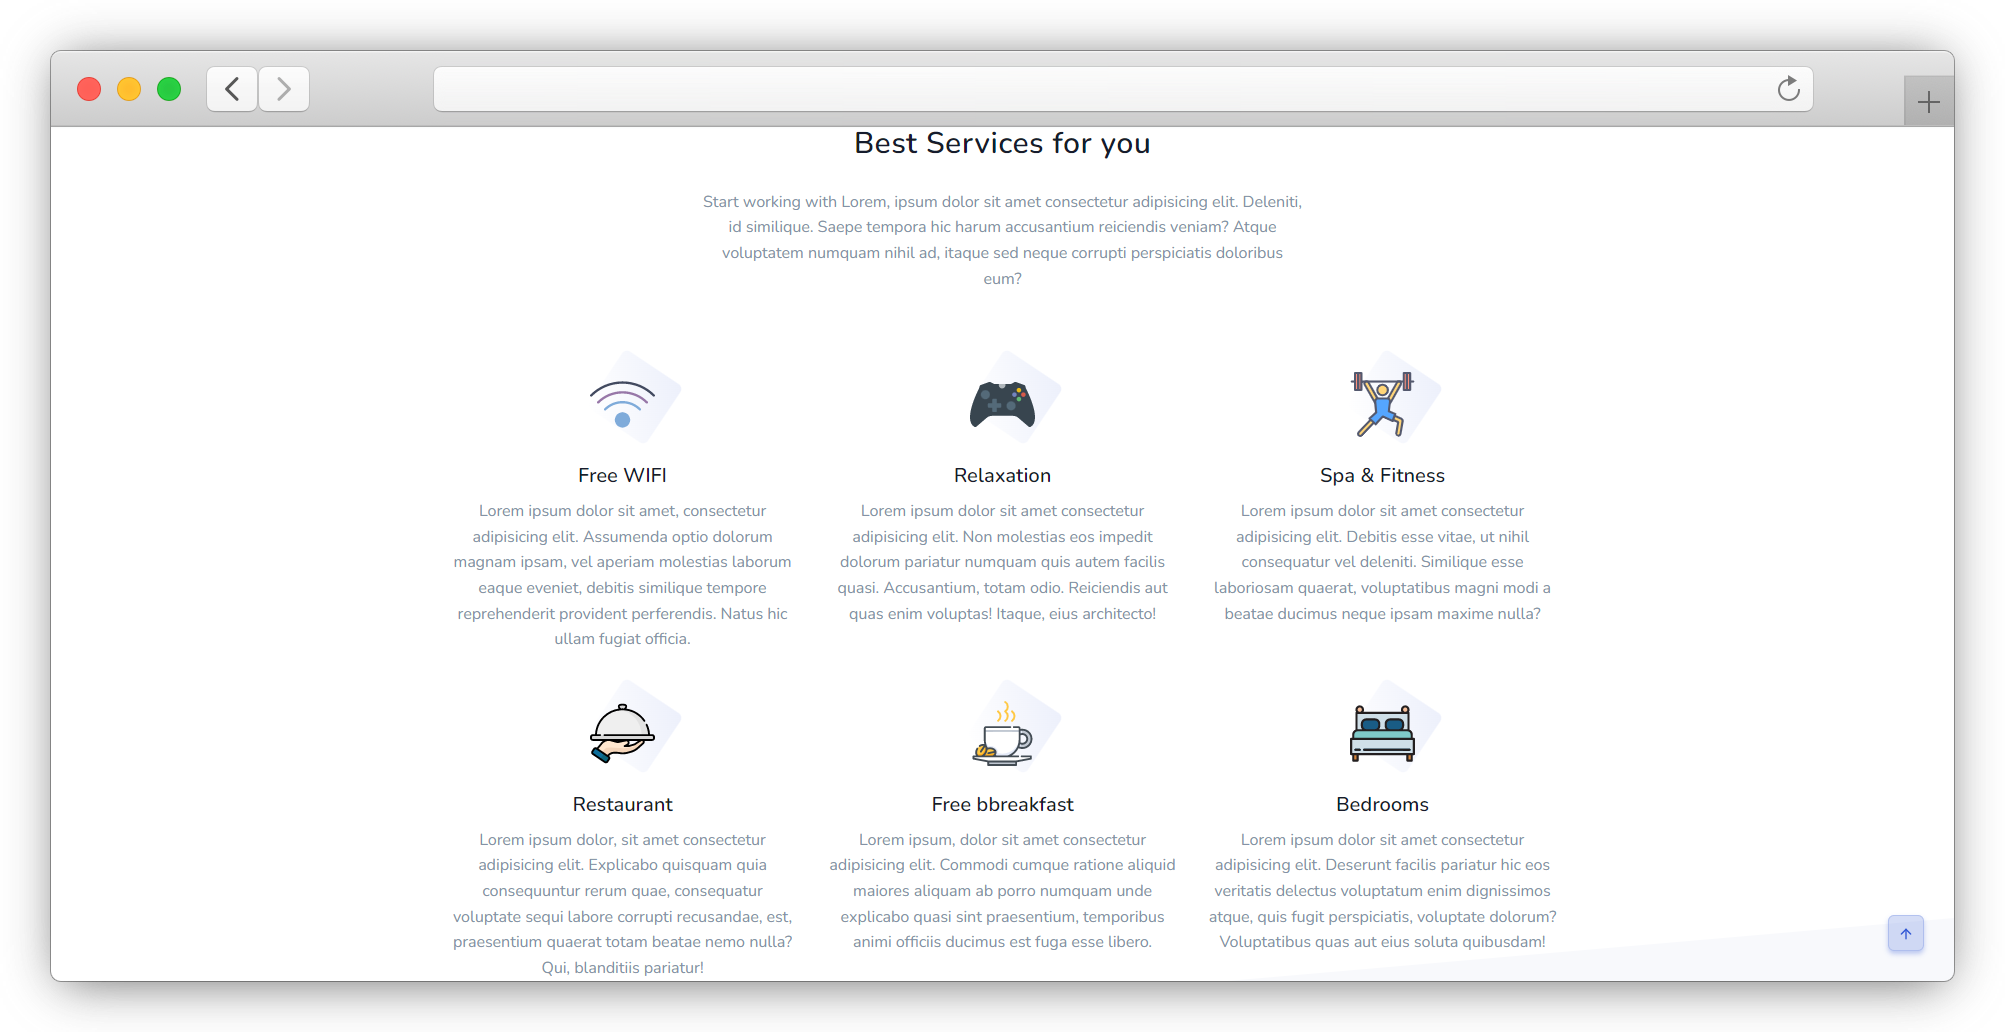 Best Services for you
Start working with Lorem, ipsum dolor sit amet consectetur adipisicing elit. Deleniti,
id similique. Saepe tempora hic harum accusantium reiciendis veniam? Atque
voluptatem numquam nihil ad, itaque sed neque corrupti perspiciatis doloribus
eum?
Free WIFI
Lorem ipsum dolor sit amet, consectetur
adipisicing elit. Assumenda optio dolorum
magnam ipsam, vel aperiam molestias laborum
eaque eveniet, debitis similique tempore
reprehenderit provident perferendis. Natus hic
ullam fugiat officia.
Relaxation
Lorem ipsum dolor sit amet consectetur
adipisicing elit. Non molestias eos impedit
dolorum pariatur numquam quis autem facilis
quasi. Accusantium, totam odio. Reiciendis aut
quas enim voluptas! Itaque, eius architecto!
Spa & Fitness
Lorem ipsum dolor sit amet consectetur
adipisicing elit. Debitis esse vitae, ut nihil
consequatur vel deleniti. Similique esse
laboriosam quaerat, voluptatibus magni modi a
beatae ducimus neque ipsam maxime nulla?
Restaurant
Lorem ipsum dolor, sit amet consectetur
adipisicing elit. Explicabo quisquam quia
consequuntur rerum quae, consequatur
voluptate sequi labore corrupti recusandae, est,
praesentium quaerat totam beatae nemo nulla?
Qui, blanditiis pariatur!
Free bbreakfast
Lorem ipsum, dolor sit amet consectetur
adipisicing elit. Commodi cumque ratione aliquid
maiores aliquam ab porro numquam unde
explicabo quasi sint praesentium, temporibus
animi officiis ducimus est fuga esse libero.
Bedrooms
Lorem ipsum dolor sit amet consectetur
adipisicing elit. Deserunt facilis pariatur hic eos
veritatis delectus voluptatum enim dignissimos
atque, quis fugit perspiciatis, voluptate dolorum?
Voluptatibus quas aut eius soluta quibusdam!